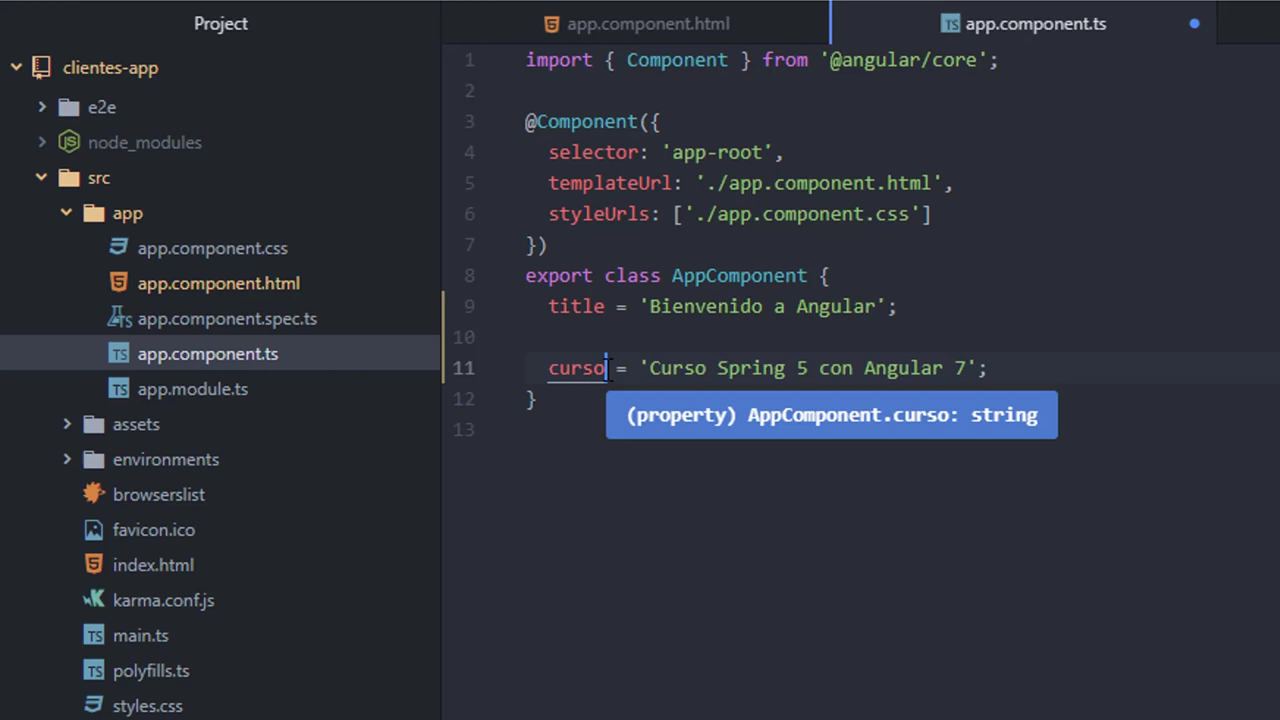 Project
clientes-app
e2e
node_modules
src
app
app.component.css
app.component.html
app.component.spec.ts
app.component.ts
app.module.ts
assets
environments
browserslist
favicon.ico
index.html
karma.conf.js
main.ts
polyfills.ts
styles.css
app.component.html
app.component.ts
1 import { Component } from '@angular/core';
2
3 @Component({
4 selector: 'app-root',
5 templateUrl: './app.component.html',
6 styleUrls: ['./app.component.css']
7 })
8 export class AppComponent {
9 title = 'Bienvenido a Angular';
10
11 curso = 'Curso Spring 5 con Angular 7';
12 }
(property) AppComponent.curso: string
13